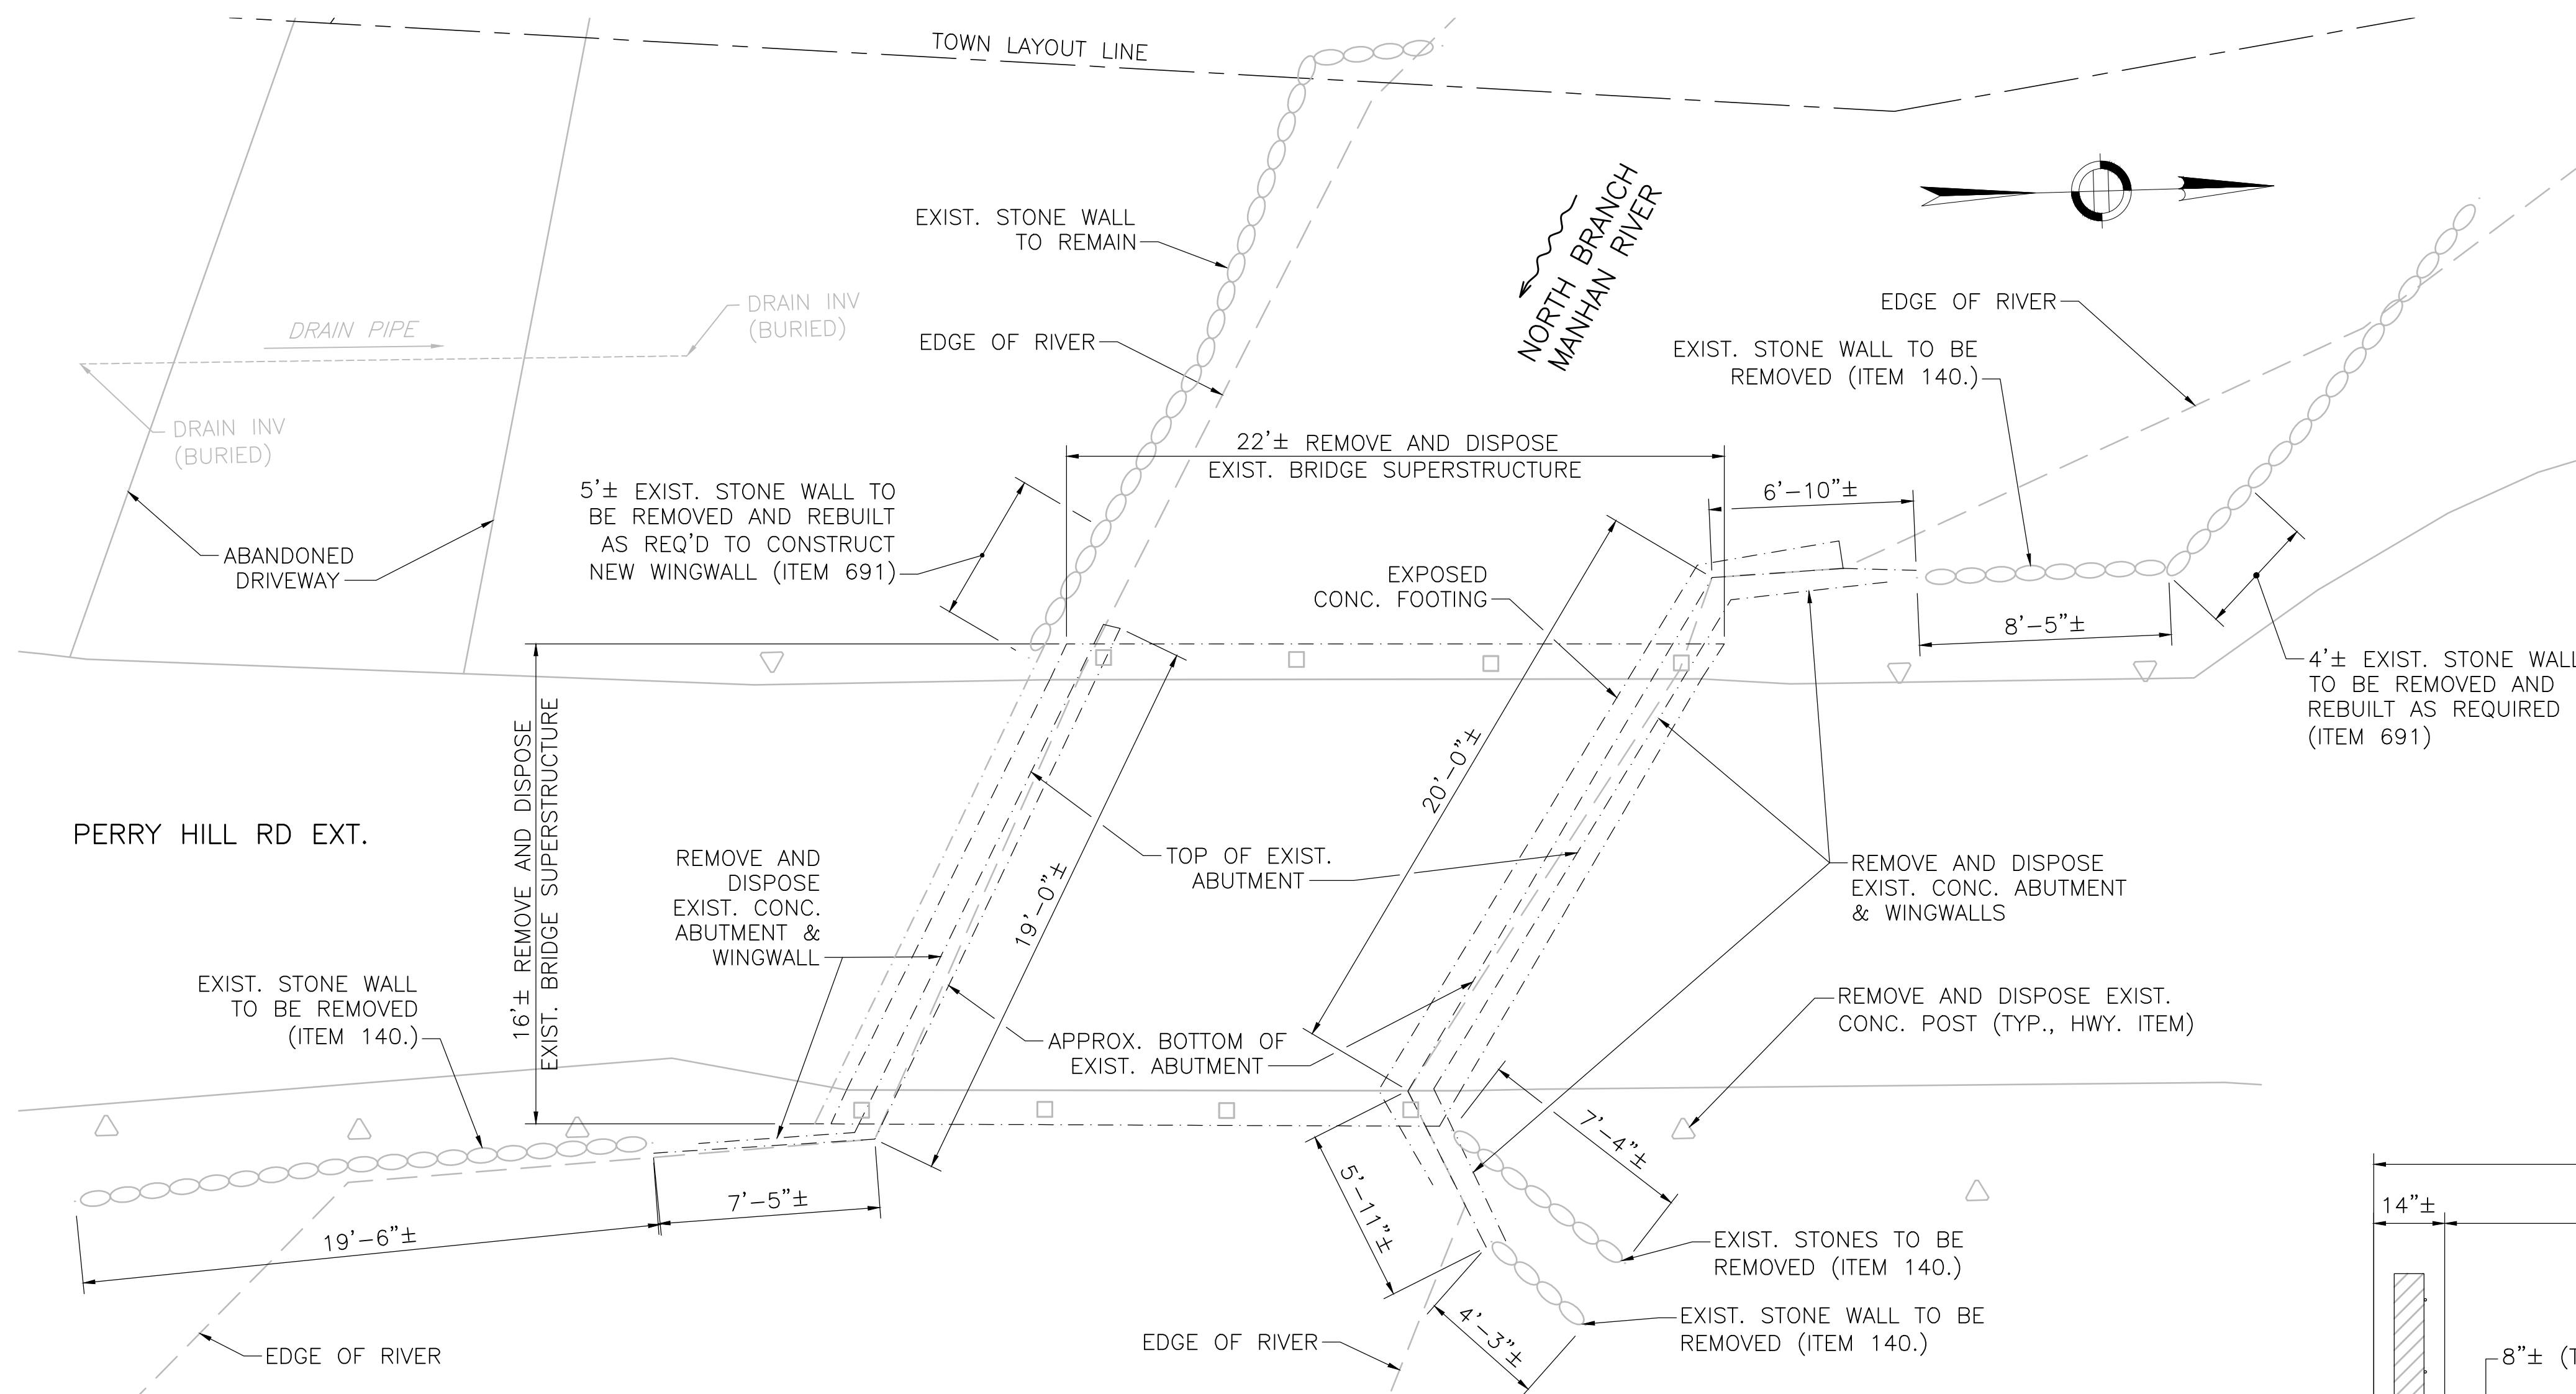 TOWN LAYOUT LINE
EXIST. STONE WALL
TO REMAIN
NORTH BRANCH
MANHAN RIVER
DRAIN INV
(BURIED)
DRAIN PIPE
EDGE OF RIVER
EDGE OF RIVER
EXIST. STONE WALL TO BE
REMOVED (ITEM 140.)
DRAIN INV
(BURIED)
22'± REMOVE AND DISPOSE
EXIST. BRIDGE SUPERSTRUCTURE
5'± EXIST. STONE WALL TO
BE REMOVED AND REBUILT
AS REQ'D TO CONSTRUCT
NEW WINGWALL (ITEM 691)
6'-10"±
ABANDONED
DRIVEWAY
EXPOSED
CONC. FOOTING
8'-5"±
4'± EXIST. STONE WALL
TO BE REMOVED AND
REBUILT AS REQUIRED
(ITEM 691)
16'± REMOVE AND DISPOSE
EXIST. BRIDGE SUPERSTRUCTURE
20'-0"±
PERRY HILL RD EXT.
REMOVE AND
DISPOSE
EXIST. CONC.
ABUTMENT &
WINGWALL
19'-0"±
TOP OF EXIST.
ABUTMENT
REMOVE AND DISPOSE
EXIST. CONC. ABUTMENT
& WINGWALLS
EXIST. STONE WALL
TO BE REMOVED
(ITEM 140.)
REMOVE AND DISPOSE EXIST.
CONC. POST (TYP., HWY. ITEM)
APPROX. BOTTOM OF
EXIST. ABUTMENT
7'-4"±
5'-11"±
7'-5"±
19'-6"±
14"±
EXIST. STONES TO BE
REMOVED (ITEM 140.)
EXIST. STONE WALL TO BE
REMOVED (ITEM 140.)
4'-3"±
EDGE OF RIVER
EDGE OF RIVER
8"± (T